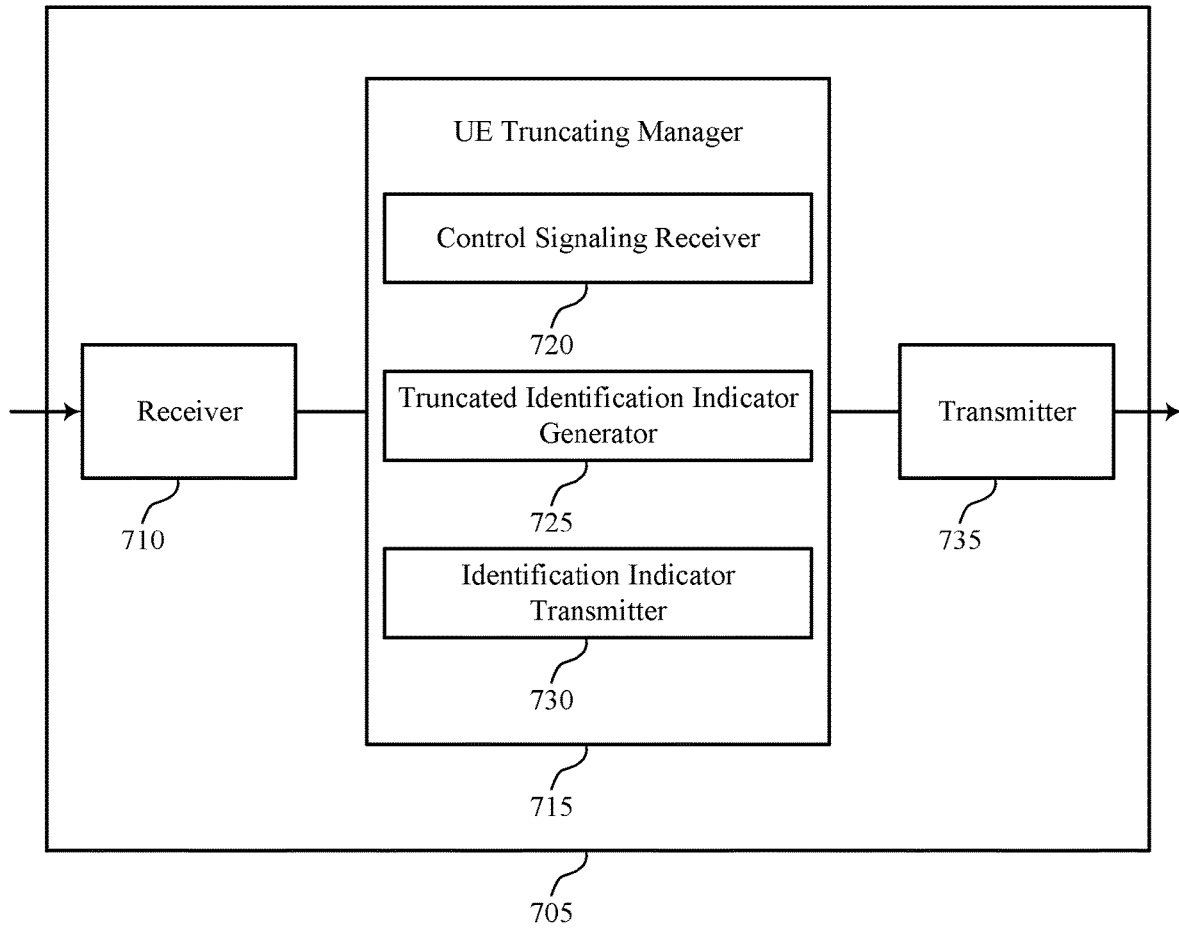 UE Truncating Manager
Control Signaling Receiver
720
Receiver
710
Truncated Identification Indicator
Generator
725
Transmitter
735
Identification Indicator
Transmitter
730
715
705